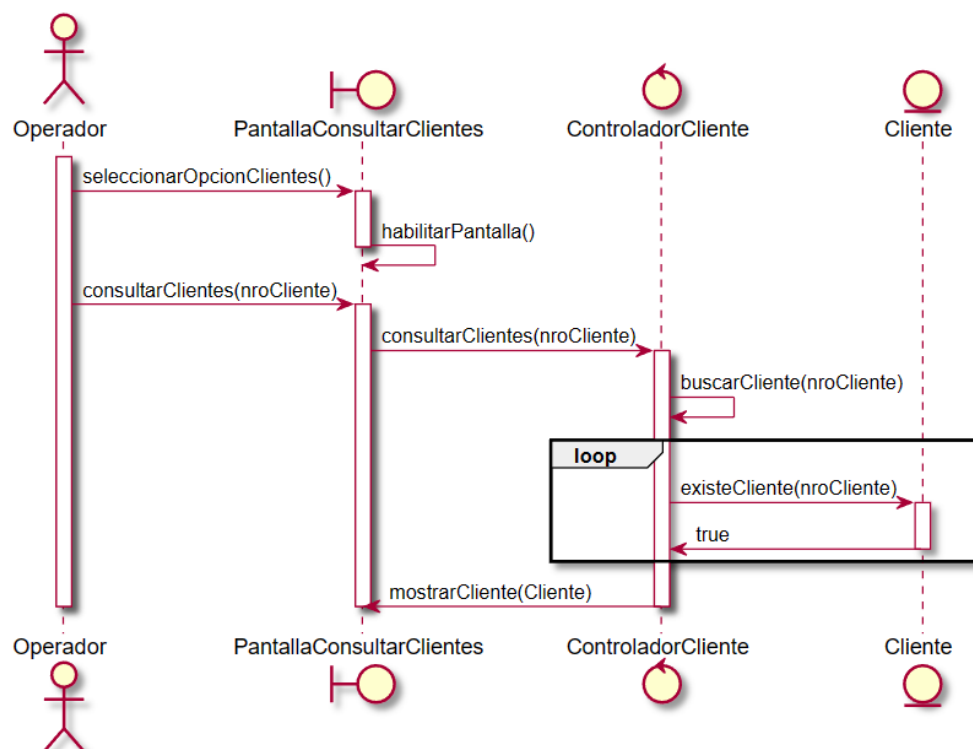 Operador
PantallaConsultarClientes
ControladorCliente
Cliente
seleccionarOpcionClientes()
habilitarPantalla()
consultarClientes(nroCliente)
consultarClientes(nroCliente)
buscarCliente(nroCliente)
loop
existeCliente(nroCliente)
true
mostrarCliente(Cliente)
Operador
PantallaConsultarClientes
ControladorCliente
Cliente